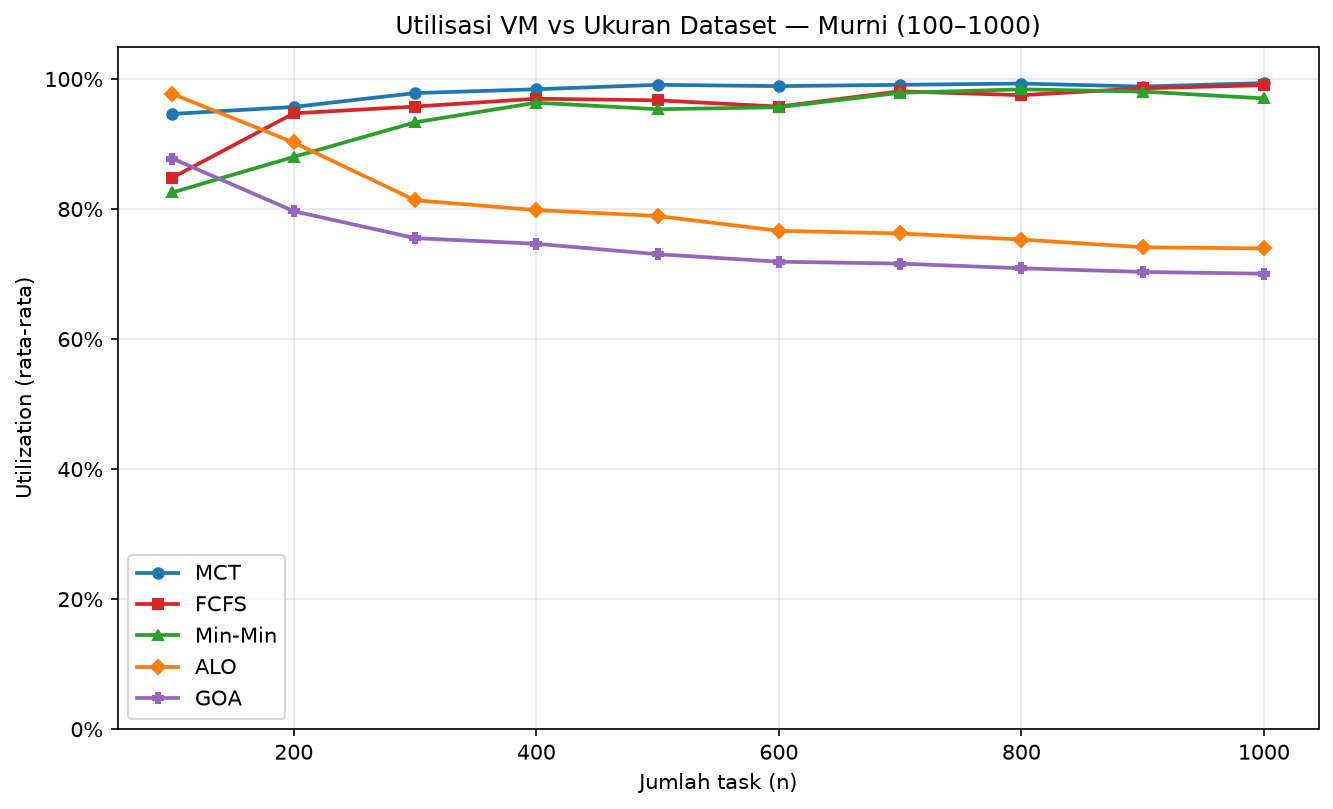 Utilisasi VM vs Ukuran Dataset — Murni (100–1000)
Utilization (rata-rata)
100%
80%
60%
40%
20%
0%
MCT
FCFS
Min-Min
ALO
GOA
200 400 600 800 1000
Jumlah task (n)